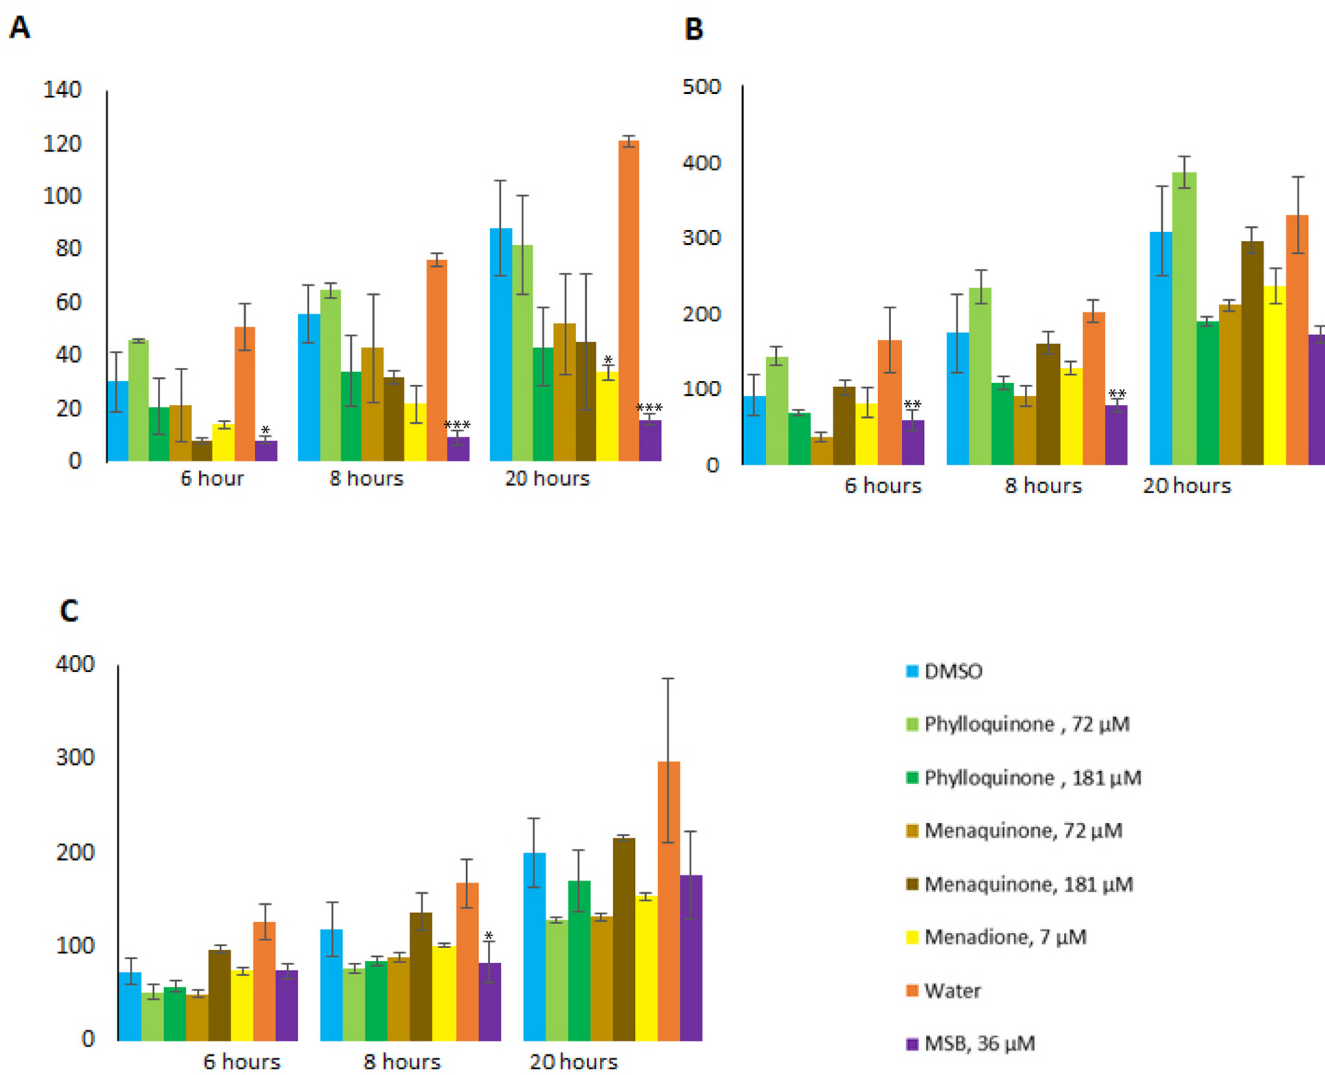 A
140
120
100
80
60
40
20
0
*
***
*
***
6 hour 8 hours 20 hours
B
500
400
300
200
100
0
**
**
6 hours 8 hours 20 hours
C
400
300
200
100
0
*
6 hours 8 hours 20 hours
DMSO
Phylloquinone , 72 μM
Phylloquinone , 181 μM
Menaquinone, 72 μM
Menaquinone, 181 μM
Menadione, 7 μM
Water
MSB, 36 μM